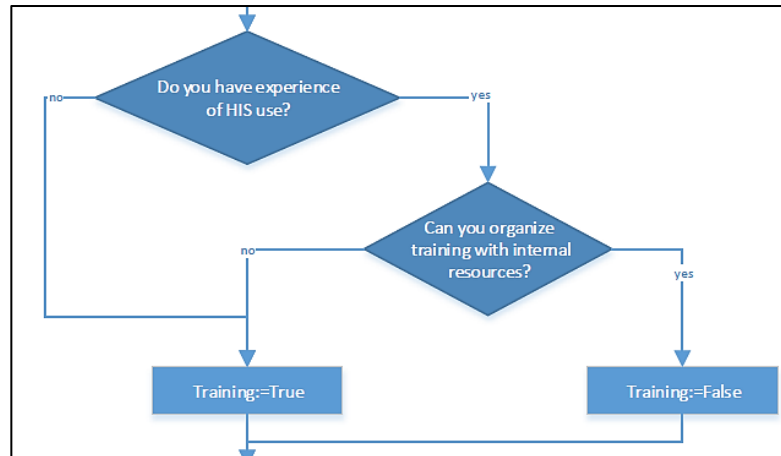 Do you have experience
of HIS use?
no
yes
Can you organize
training with internal
resources?
no
yes
Training:=True
Training:=False